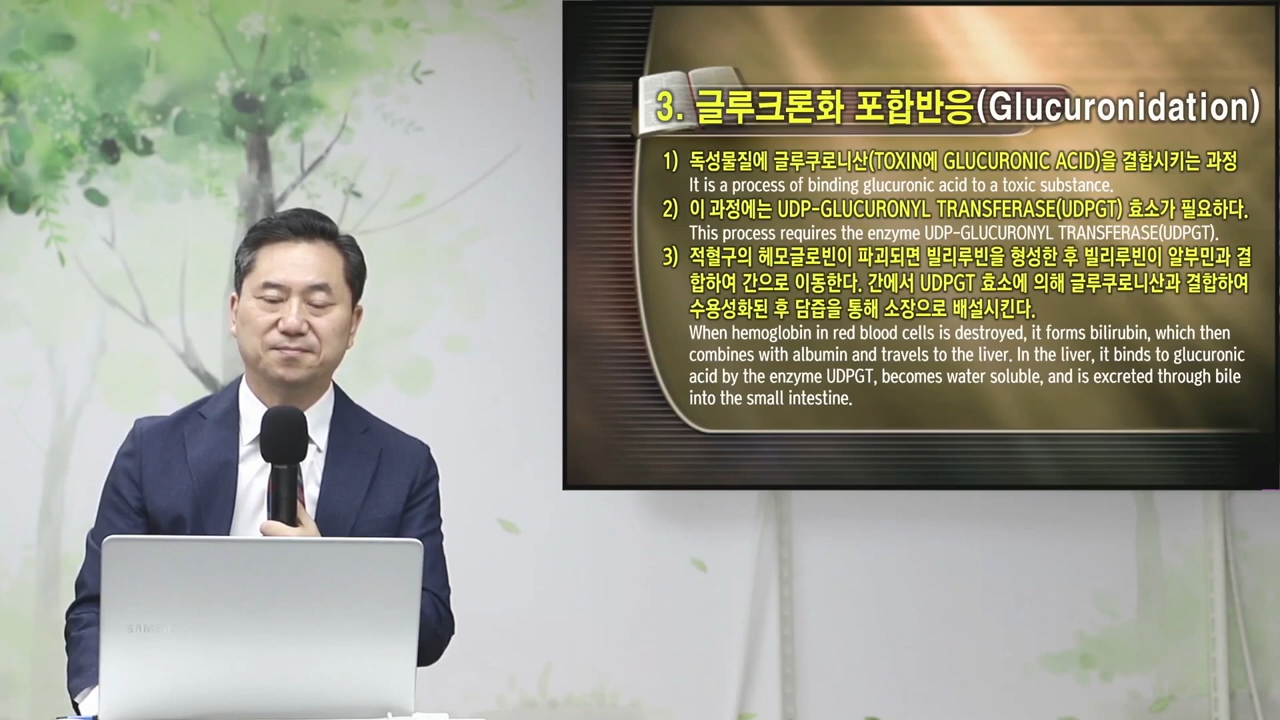 3. 글루크론화 포합반응(Glucuronidation)
1) 독성물질에 글루쿠로니산(TOXIN에 GLUCURONIC ACID)을 결합시키는 과정
It is a process of binding glucuronic acid to a toxic substance.
2) 이 과정에는 UDP-GLUCURONYL TRANSFERASE(UDPGT) 효소가 필요하다.
This process requires the enzyme UDP-GLUCURONYL TRANSFERASE(UDPGT).
3) 적혈구의 헤모글로빈이 파괴되면 빌리루빈을 형성한 후 빌리루빈이 알부민과 결
합하여 간으로 이동한다. 간에서 UDPGT 효소에 의해 글루쿠로니산과 결합하여
수용성화된 후 담즙을 통해 소장으로 배설시킨다.
When hemoglobin in red blood cells is destroyed, it forms bilirubin, which then
combines with albumin and travels to the liver. In the liver, it binds to glucuronic
acid by the enzyme UDPGT, becomes water soluble, and is excreted through bile
into the small intestine.